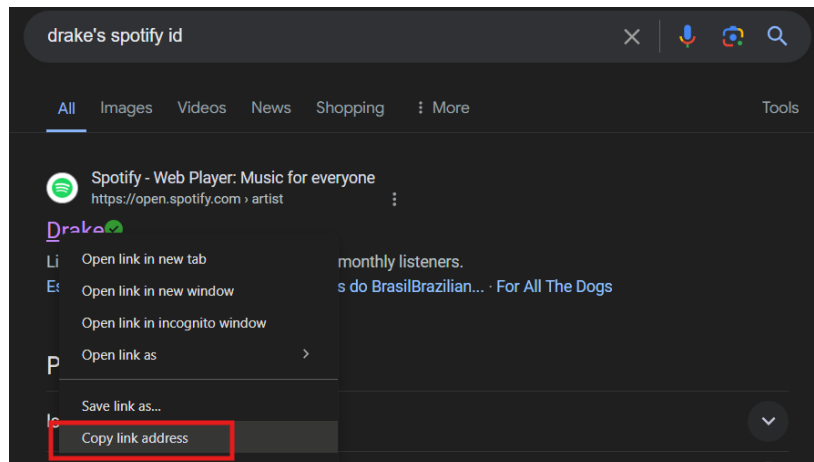 drake's spotify id
All Images Videos News Shopping More Tools
Spotify - Web Player: Music for everyone
https://open.spotify.com › artist
Drake
Open link in new tab
monthly listeners.
Open link in new window
s do BrasilBrazilian... · For All The Dogs
Open link in incognito window
Open link as
Save link as...
Copy link address